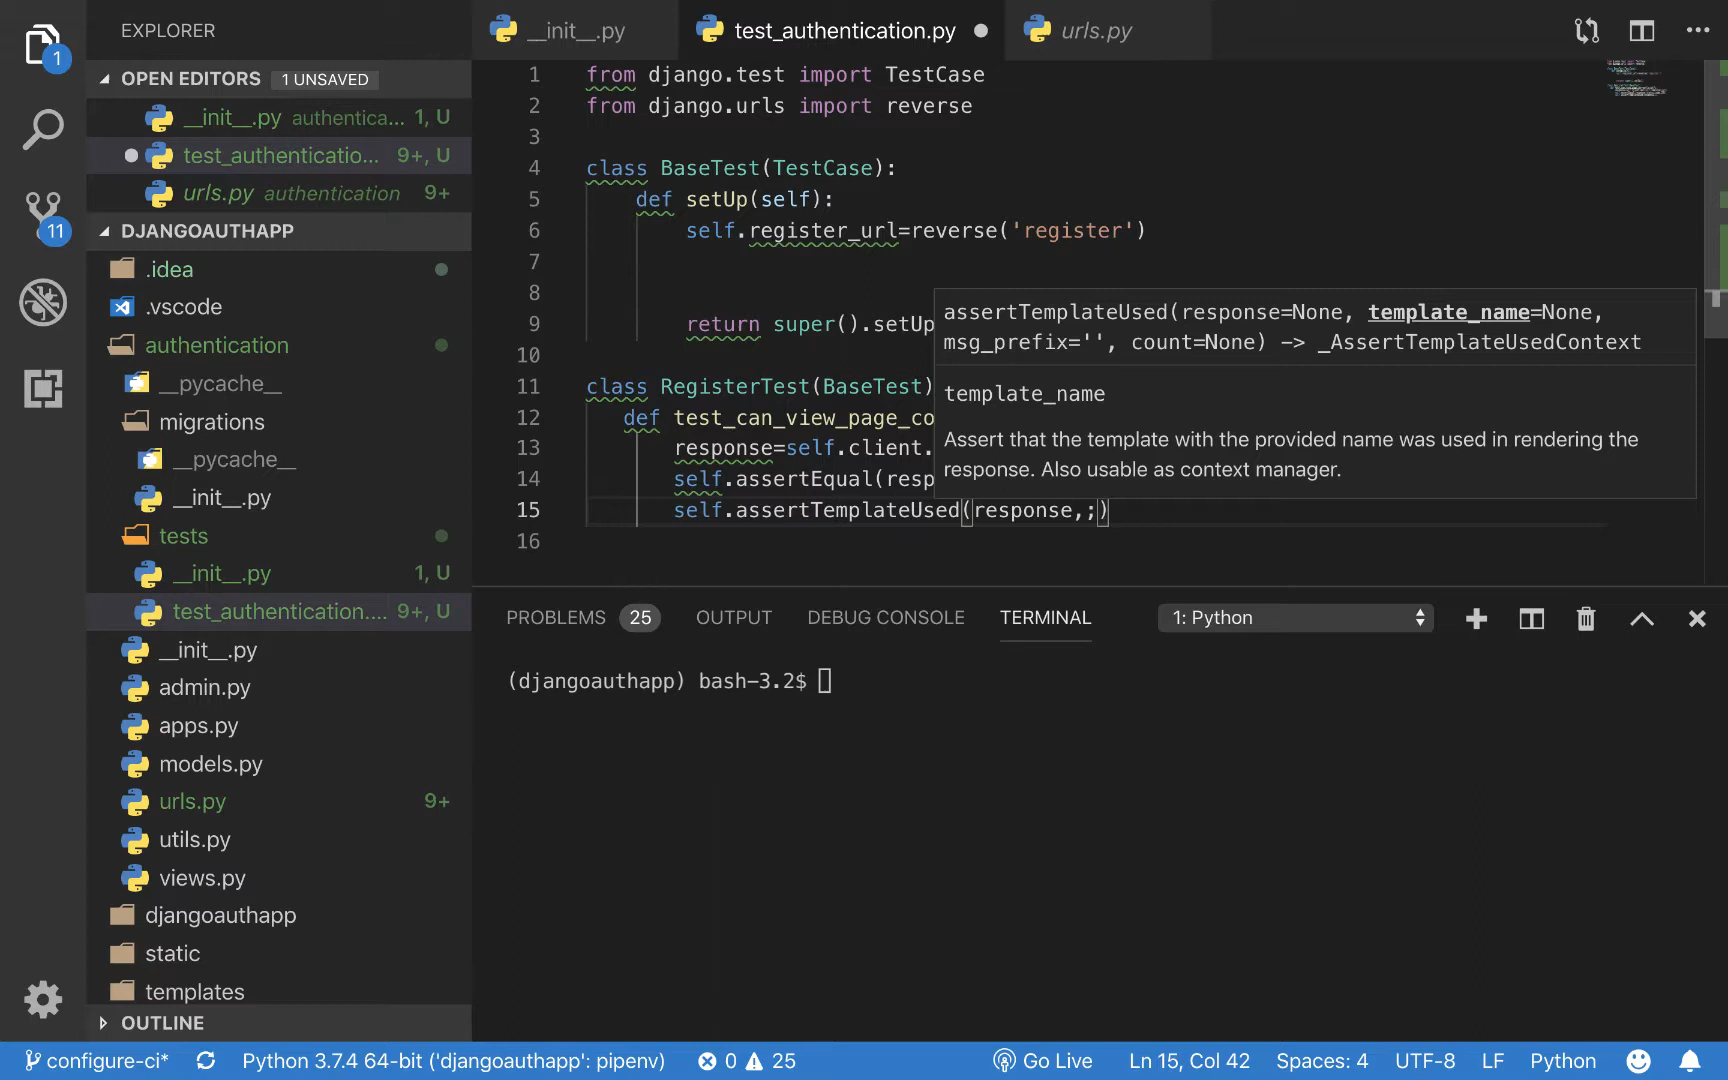 EXPLORER
OPEN EDITORS 1 UNSAVED
__init__.py authentica... 1, U
test_authenticatio... 9+, U
urls.py authentication 9+
DJANGOAUTHAPP
.idea
.vscode
authentication
__pycache__
migrations
__pycache__
__init__.py
tests
__init__.py 1, U
test_authentication.... 9+, U
__init__.py
admin.py
apps.py
models.py
urls.py 9+
utils.py
views.py
djangoauthapp
static
templates
OUTLINE
1
11
__init__.py test_authentication.py urls.py
1 from django.test import TestCase
2 from django.urls import reverse
3
4 class BaseTest(TestCase):
5 def setUp(self):
6 self.register_url=reverse('register')
7
8
9 return super().setUp
10
11 class RegisterTest(BaseTest)
12 def test_can_view_page_co
13 response=self.client.
14 self.assertEqual(resp
15 self.assertTemplateUsed(response,;)
16
assertTemplateUsed(response=None, template_name=None,
msg_prefix='', count=None) -> _AssertTemplateUsedContext
template_name
Assert that the template with the provided name was used in rendering the
response. Also usable as context manager.
PROBLEMS 25 OUTPUT DEBUG CONSOLE TERMINAL 1: Python
(djangoauthapp) bash-3.2$
configure-ci* Python 3.7.4 64-bit ('djangoauthapp': pipenv) 0 25 Go Live Ln 15, Col 42 Spaces: 4 UTF-8 LF Python